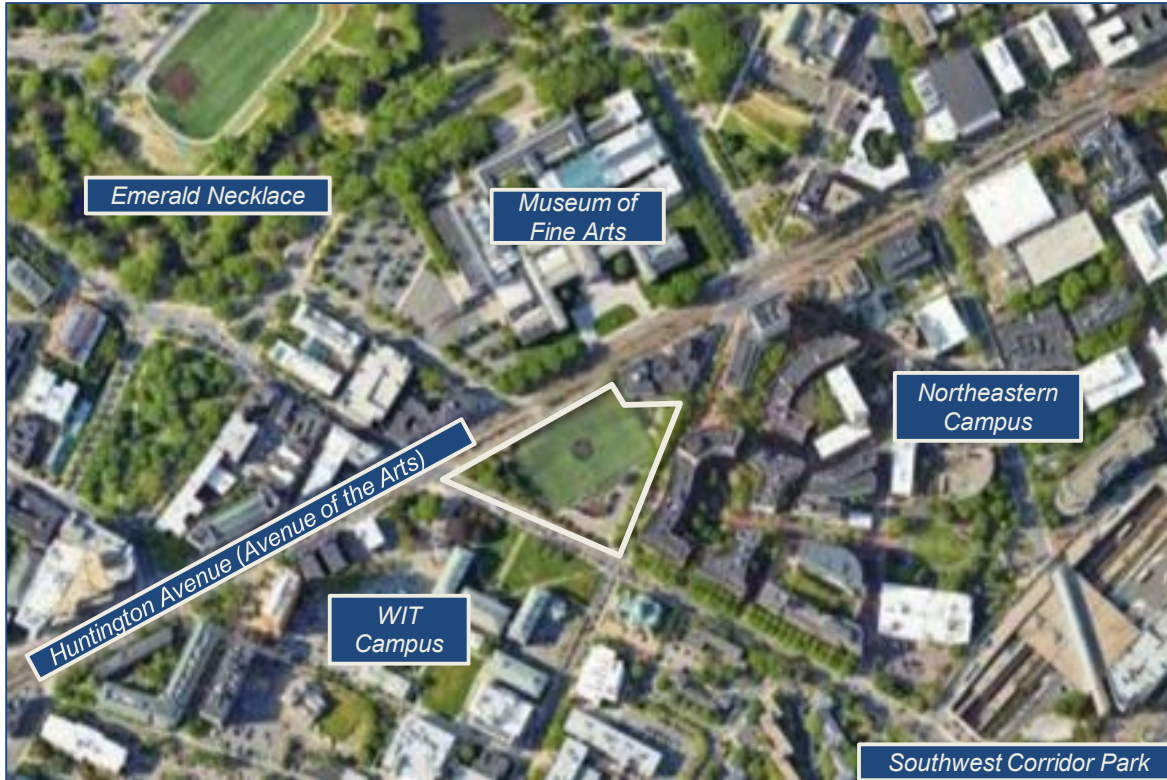 Emerald Necklace
Museum of
Fine Arts
Northeastern
Campus
Huntington Avenue (Avenue of the Arts)
WIT
Campus
Southwest Corridor Park